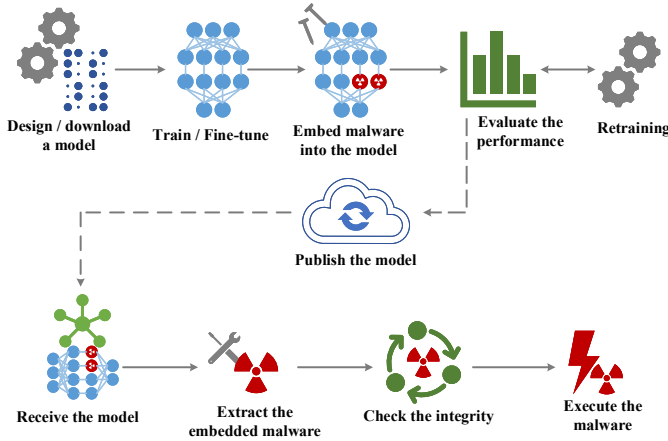 Design / download
a model
Train / Fine-tune
Embed malware
into the model
Evaluate the
performance
Retraining
Publish the model
Receive the model
Extract the
embedded malware
Check the integrity
Execute the
malware